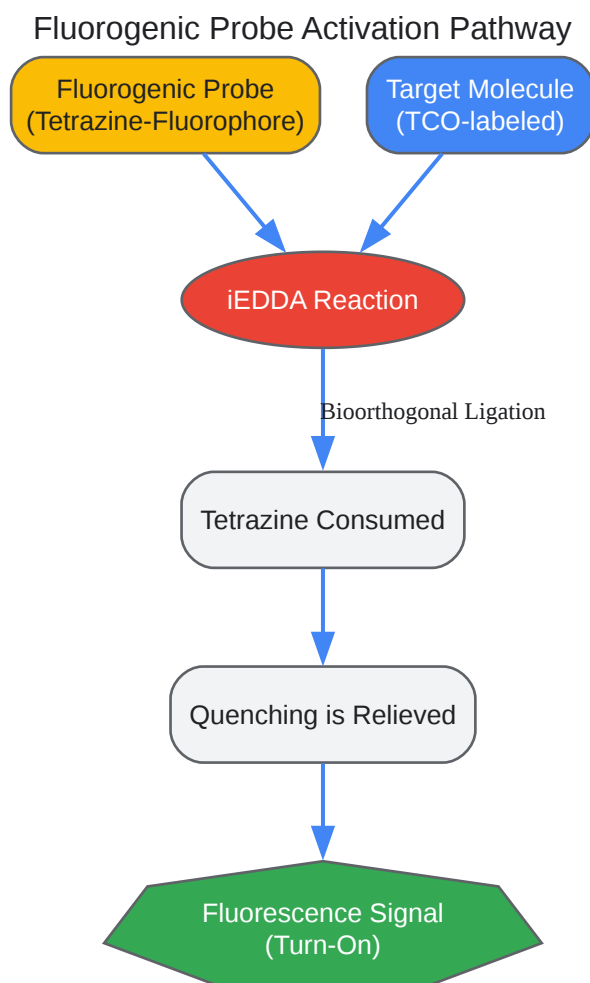 Fluorogenic Probe Activation Pathway
Fluorogenic Probe
(Tetrazine-Fluorophore)
Target Molecule
(TCO-labeled)
iEDDA Reaction
Bioorthogonal Ligation
Tetrazine Consumed
Quenching is Relieved
Fluorescence Signal
(Turn-On)